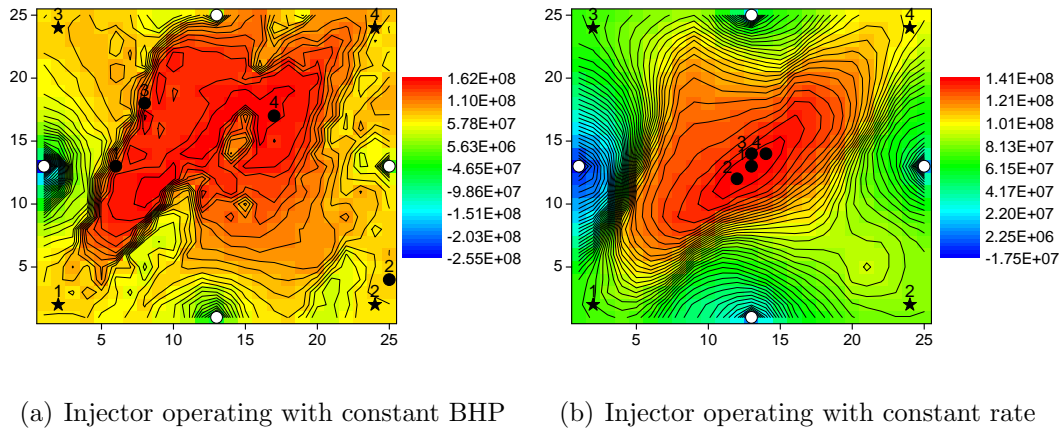 25
20
15
10
5
5
10
15
20
25
3
4
3
4
1
2
1
2
1.62E+08
1.10E+08
5.78E+07
5.63E+06
-4.65E+07
-9.86E+07
-1.51E+08
-2.03E+08
-2.55E+08
(a) Injector operating with constant BHP
25
20
15
10
5
5
10
15
20
25
3
4
3 4
2
1
2
1.41E+08
1.21E+08
1.01E+08
8.13E+07
6.15E+07
4.17E+07
2.20E+07
2.25E+06
-1.75E+07
(b) Injector operating with constant rate